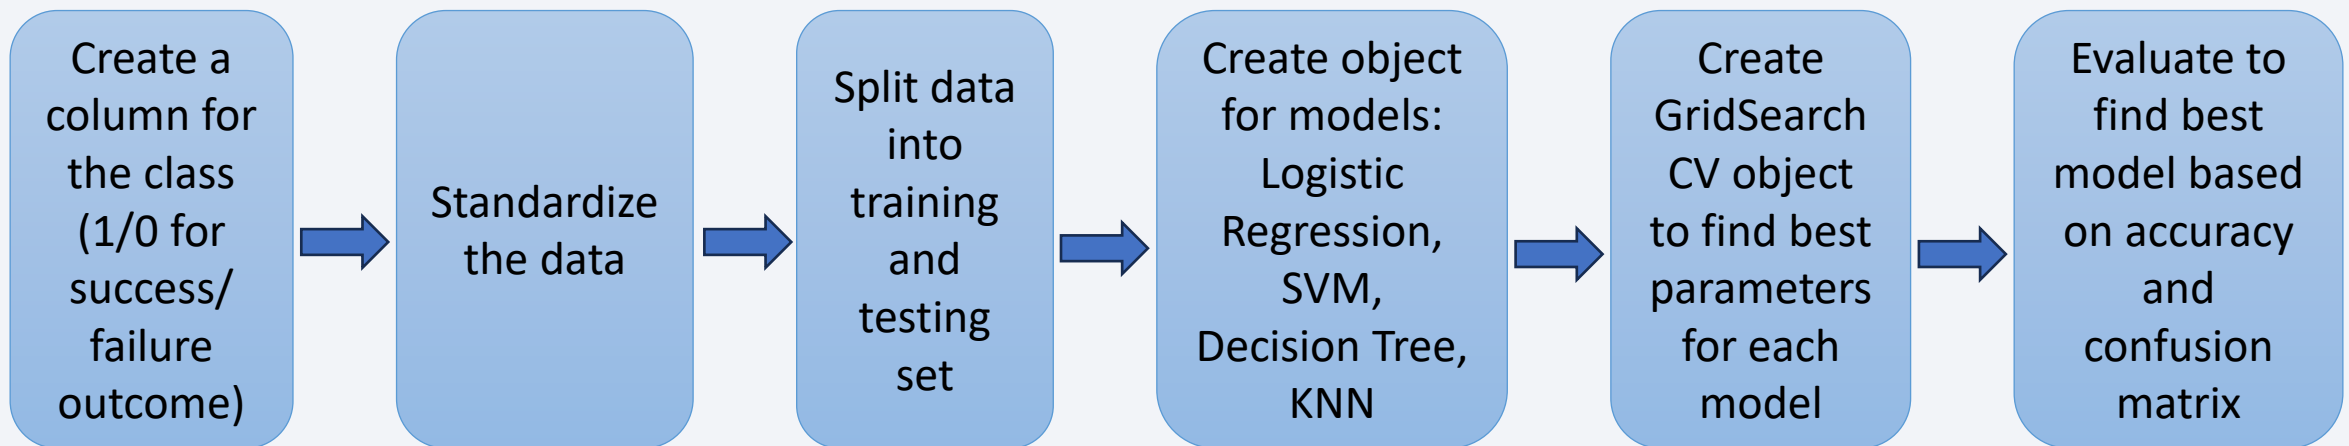 Create a
column for
the class
(1/0 for
success/
failure
outcome)
Standardize
the data
Split data
into
training
and
testing
set
Create object
for models:
Logistic
Regression,
SVM,
Decision Tree,
KNN
Create
GridSearch
CV object
to find best
parameters
for each
model
Evaluate to
find best
model based
on accuracy
and
confusion
matrix